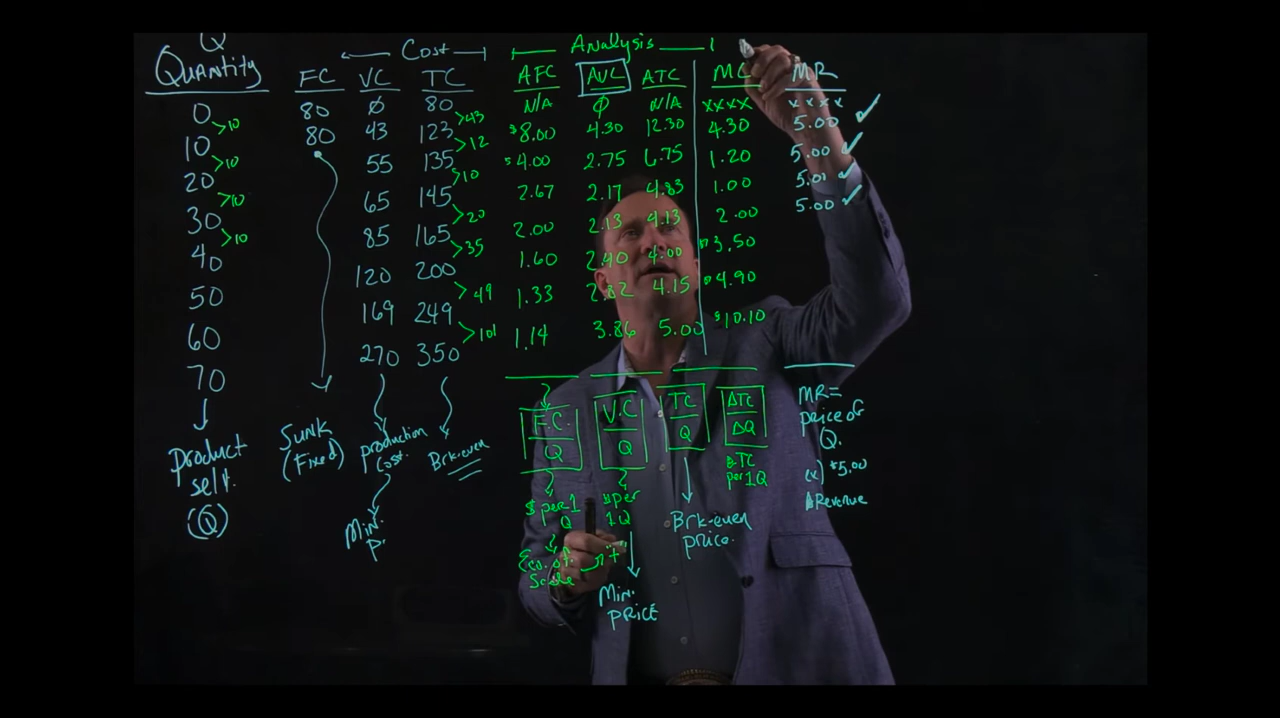 Q
← Cost →
|— Analysis —|
QUANTITY FC VC TC AFC AVC ATC MC MR
0 80 ∅ 80 N/A ∅ N/A xxxx xxxx
>10 >43
10 80 43 123 $8.00 4.30 12.30 4.30 5.00 ✓
>10 >12
20 55 135 $4.00 2.75 6.75 1.20 5.00 ✓
>10 >10
30 65 145 2.67 2.17 4.83 1.00 5.00 ✓
>10 >20
40 85 165 2.00 2.13 4.13 2.00 5.00 ✓
>35
50 120 200 1.60 2.40 4.00 $3.50
>49
60 169 249 1.33 2.82 4.15 $4.90
>101
70 270 350 1.14 3.86 5.00 $10.10
product
sell.
(Q)
Sunk
(Fixed)
production
cost.
Min.
P.
Brk-even
F.C.
Q
$ per 1
Q
Eco. of.
Scale
"+"
V.C
Q
$ per
1Q
Min.
PRICE
TC
Q
Brk-even
price.
ΔTC
ΔQ
TC
per 1Q
MR=
price of
Q.
(x) $5.00
Revenue